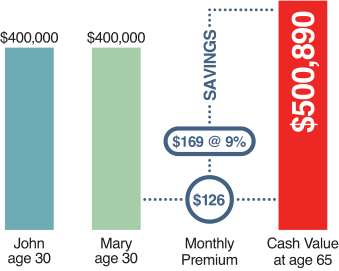 $400,000
$400,000
SAVINGS
$500,890
$169 @ 9%
$126
John
age 30
Mary
age 30
Monthly
Premium
Cash Value
at age 65